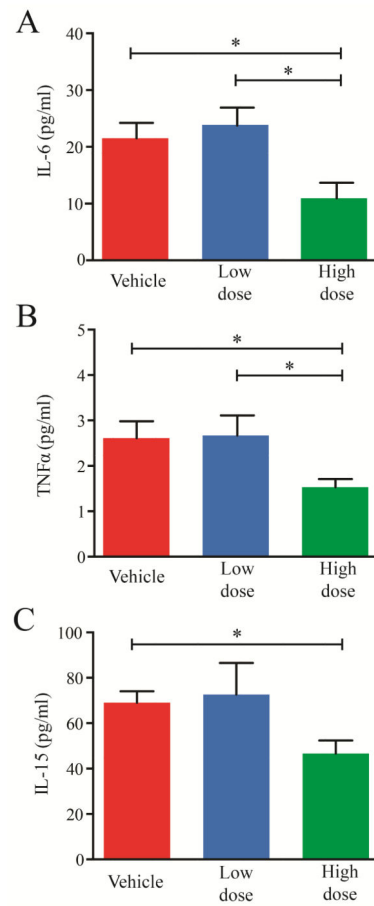 A
*
*
IL-6 (pg/ml)
40
30
20
10
0
Vehicle
Low
dose
High
dose
B
*
*
TNFα (pg/ml)
5
4
3
2
1
0
Vehicle
Low
dose
High
dose
C
*
IL-15 (pg/ml)
100
80
60
40
20
0
Vehicle
Low
dose
High
dose